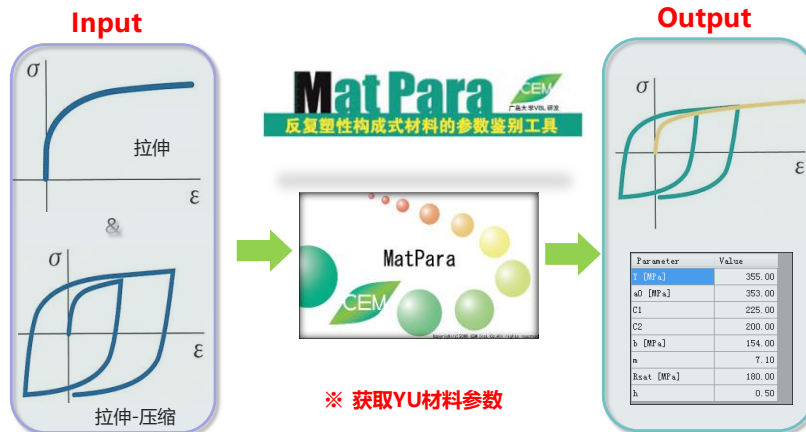 Input
σ
拉伸
ε
&
σ
ε
拉伸-压缩
MatPara
CEM
广岛大学VBL 研发
反复塑性构成式材料的参数鉴别工具
MatPara
CEM
※ 获取YU材料参数
Output
σ
ε
Parameter Value
Y [MPa] 355.00
a0 [MPa] 353.00
C1 225.00
C2 200.00
b [MPa] 154.00
m 7.10
Rsat [MPa] 180.00
h 0.50